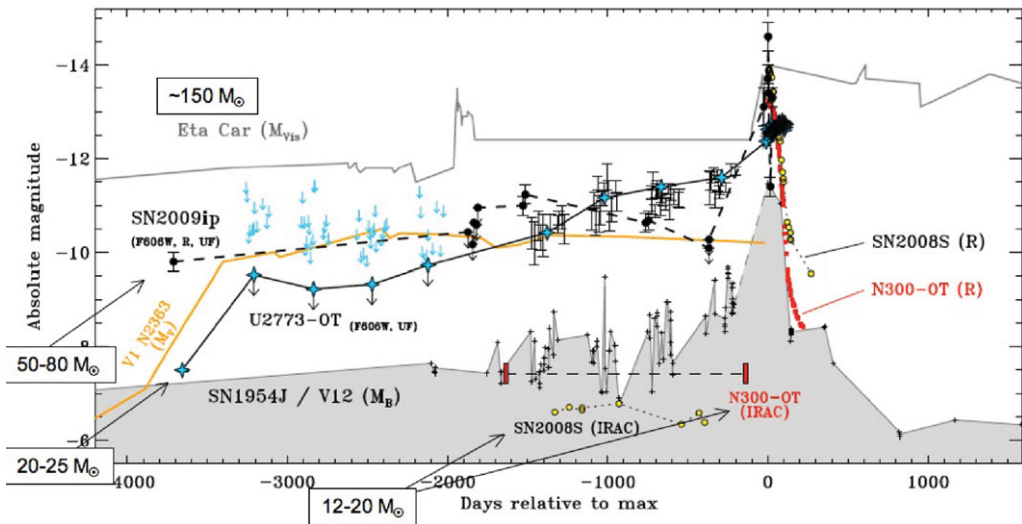 -14
~150 M☉
Eta Car (MVis)
-12
SN2009ip
(F606W, R, UF)
Absolute magnitude
-10
SN2008S (R)
U2773-OT (F606W, UF)
N300-OT (R)
V1 N2363
(MV)
50-80 M☉
-8
SN1954J / V12 (MB)
N300-OT
(IRAC)
SN2008S (IRAC)
-6
20-25 M☉
12-20 M☉
-4000
-3000
-2000
-1000
0
1000
Days relative to max